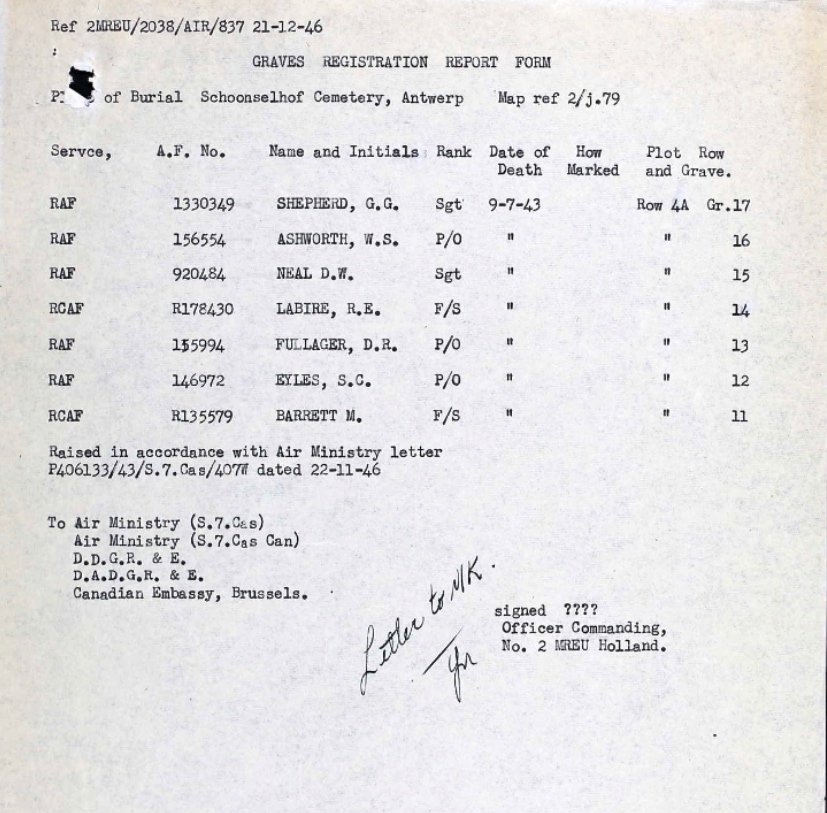 Ref 2MREU/2038/AIR/837 21-12-46
GRAVES REGISTRATION REPORT FORM
of Burial Schoonselhof Cemetery, Antwerp Map ref 2/j.79
Servce, A.F. No. Name and Initials Rank Date of How Plot Row
Death Marked and Grave.
RAF 1330349 SHEPHERD, G.G. Sgt 9-7-43 Row 4A Gr.17
RAF 156554 ASHWORTH, W.S. P/O " " 16
RAF 920484 NEAL D.W. Sgt " " 15
RCAF R178430 LABIRE, R.E. F/S " " 14
RAF 155994 FULLAGER, D.R. P/O " " 13
RAF 146972 EYLES, S.C. P/O " " 12
RCAF R135579 BARRETT M. F/S " " 11
Raised in accordance with Air Ministry letter
P406133/43/S.7.Cas/407 dated 22-11-46
To Air Ministry (S.7.Cas)
Air Ministry (S.7.Cas Can)
D.D.G.R. & E.
D.A.D.G.R. & E.
Canadian Embassy, Brussels.
Letter to MK.
signed ????
Officer Commanding,
No. 2 MREU Holland.